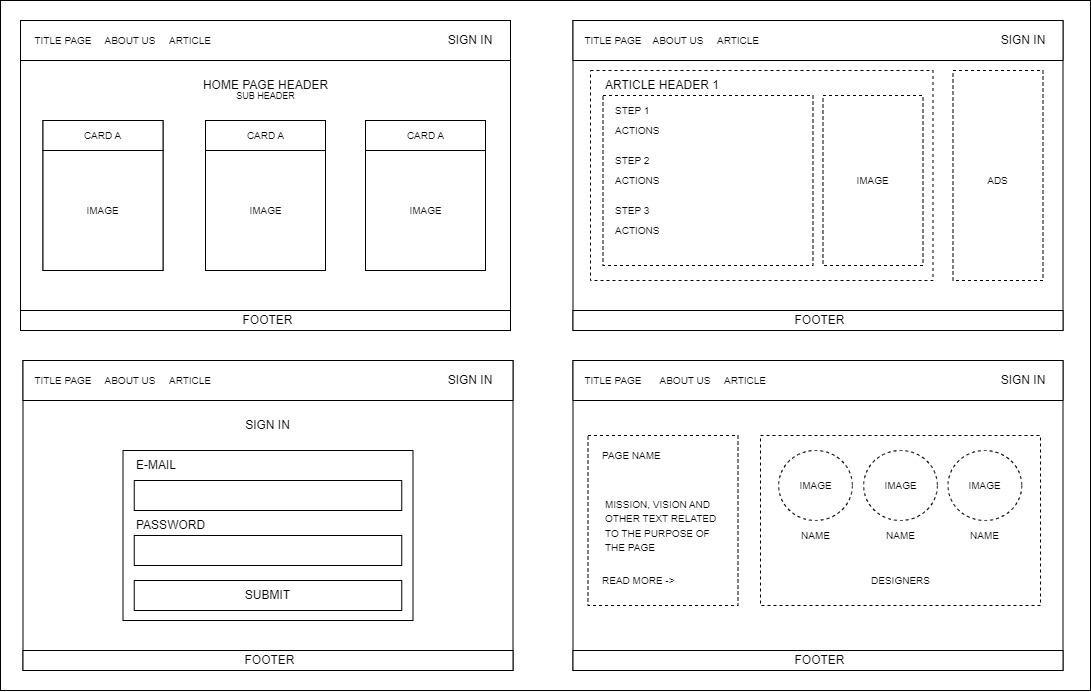 TITLE PAGE ABOUT US ARTICLE SIGN IN
HOME PAGE HEADER
SUB HEADER
CARD A CARD A CARD A
IMAGE IMAGE IMAGE
FOOTER
TITLE PAGE ABOUT US ARTICLE SIGN IN
ARTICLE HEADER 1
STEP 1
ACTIONS
STEP 2
ACTIONS
STEP 3
ACTIONS
IMAGE
ADS
FOOTER
TITLE PAGE ABOUT US ARTICLE SIGN IN
SIGN IN
E-MAIL
PASSWORD
SUBMIT
FOOTER
TITLE PAGE ABOUT US ARTICLE SIGN IN
PAGE NAME
MISSION, VISION AND
OTHER TEXT RELATED
TO THE PURPOSE OF
THE PAGE
READ MORE ->
IMAGE IMAGE IMAGE
NAME NAME NAME
DESIGNERS
FOOTER